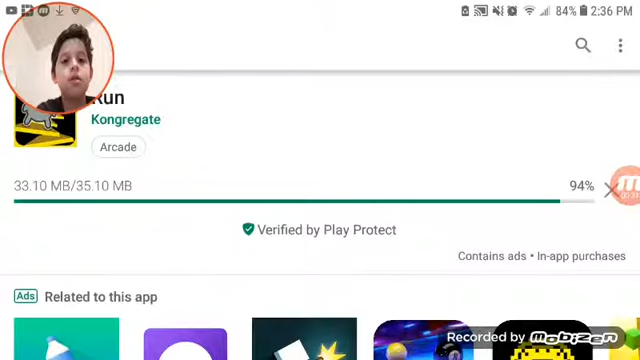 84% 2:36 PM
Run
Kongregate
Arcade
33.10 MB/35.10 MB
94%
Verified by Play Protect
Contains ads • In-app purchases
Ads Related to this app
Recorded by Mobizen